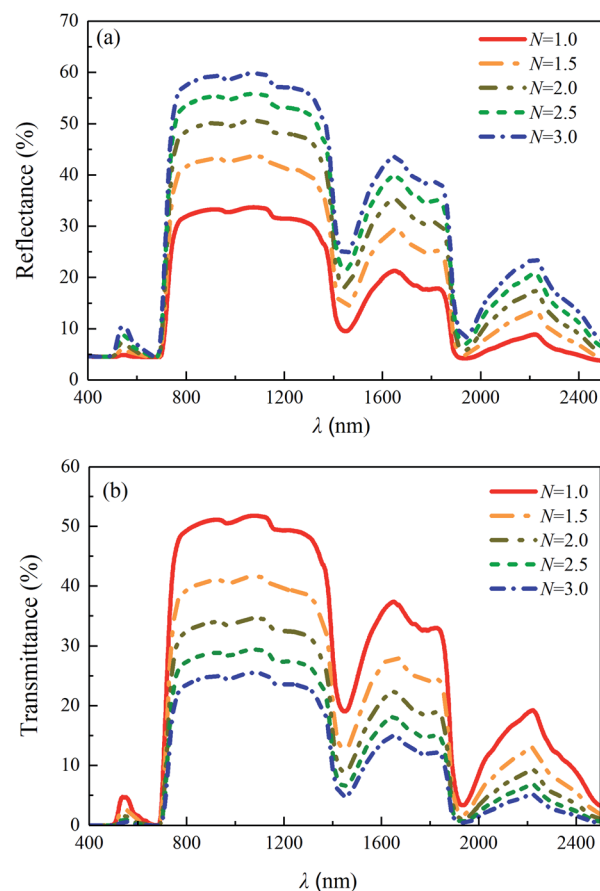 (a)
N=1.0
N=1.5
N=2.0
N=2.5
N=3.0
Reflectance (%)
70
60
50
40
30
20
10
0
400 800 1200 1600 2000 2400
λ (nm)
(b)
N=1.0
N=1.5
N=2.0
N=2.5
N=3.0
Transmittance (%)
60
50
40
30
20
10
0
400 800 1200 1600 2000 2400
λ (nm)